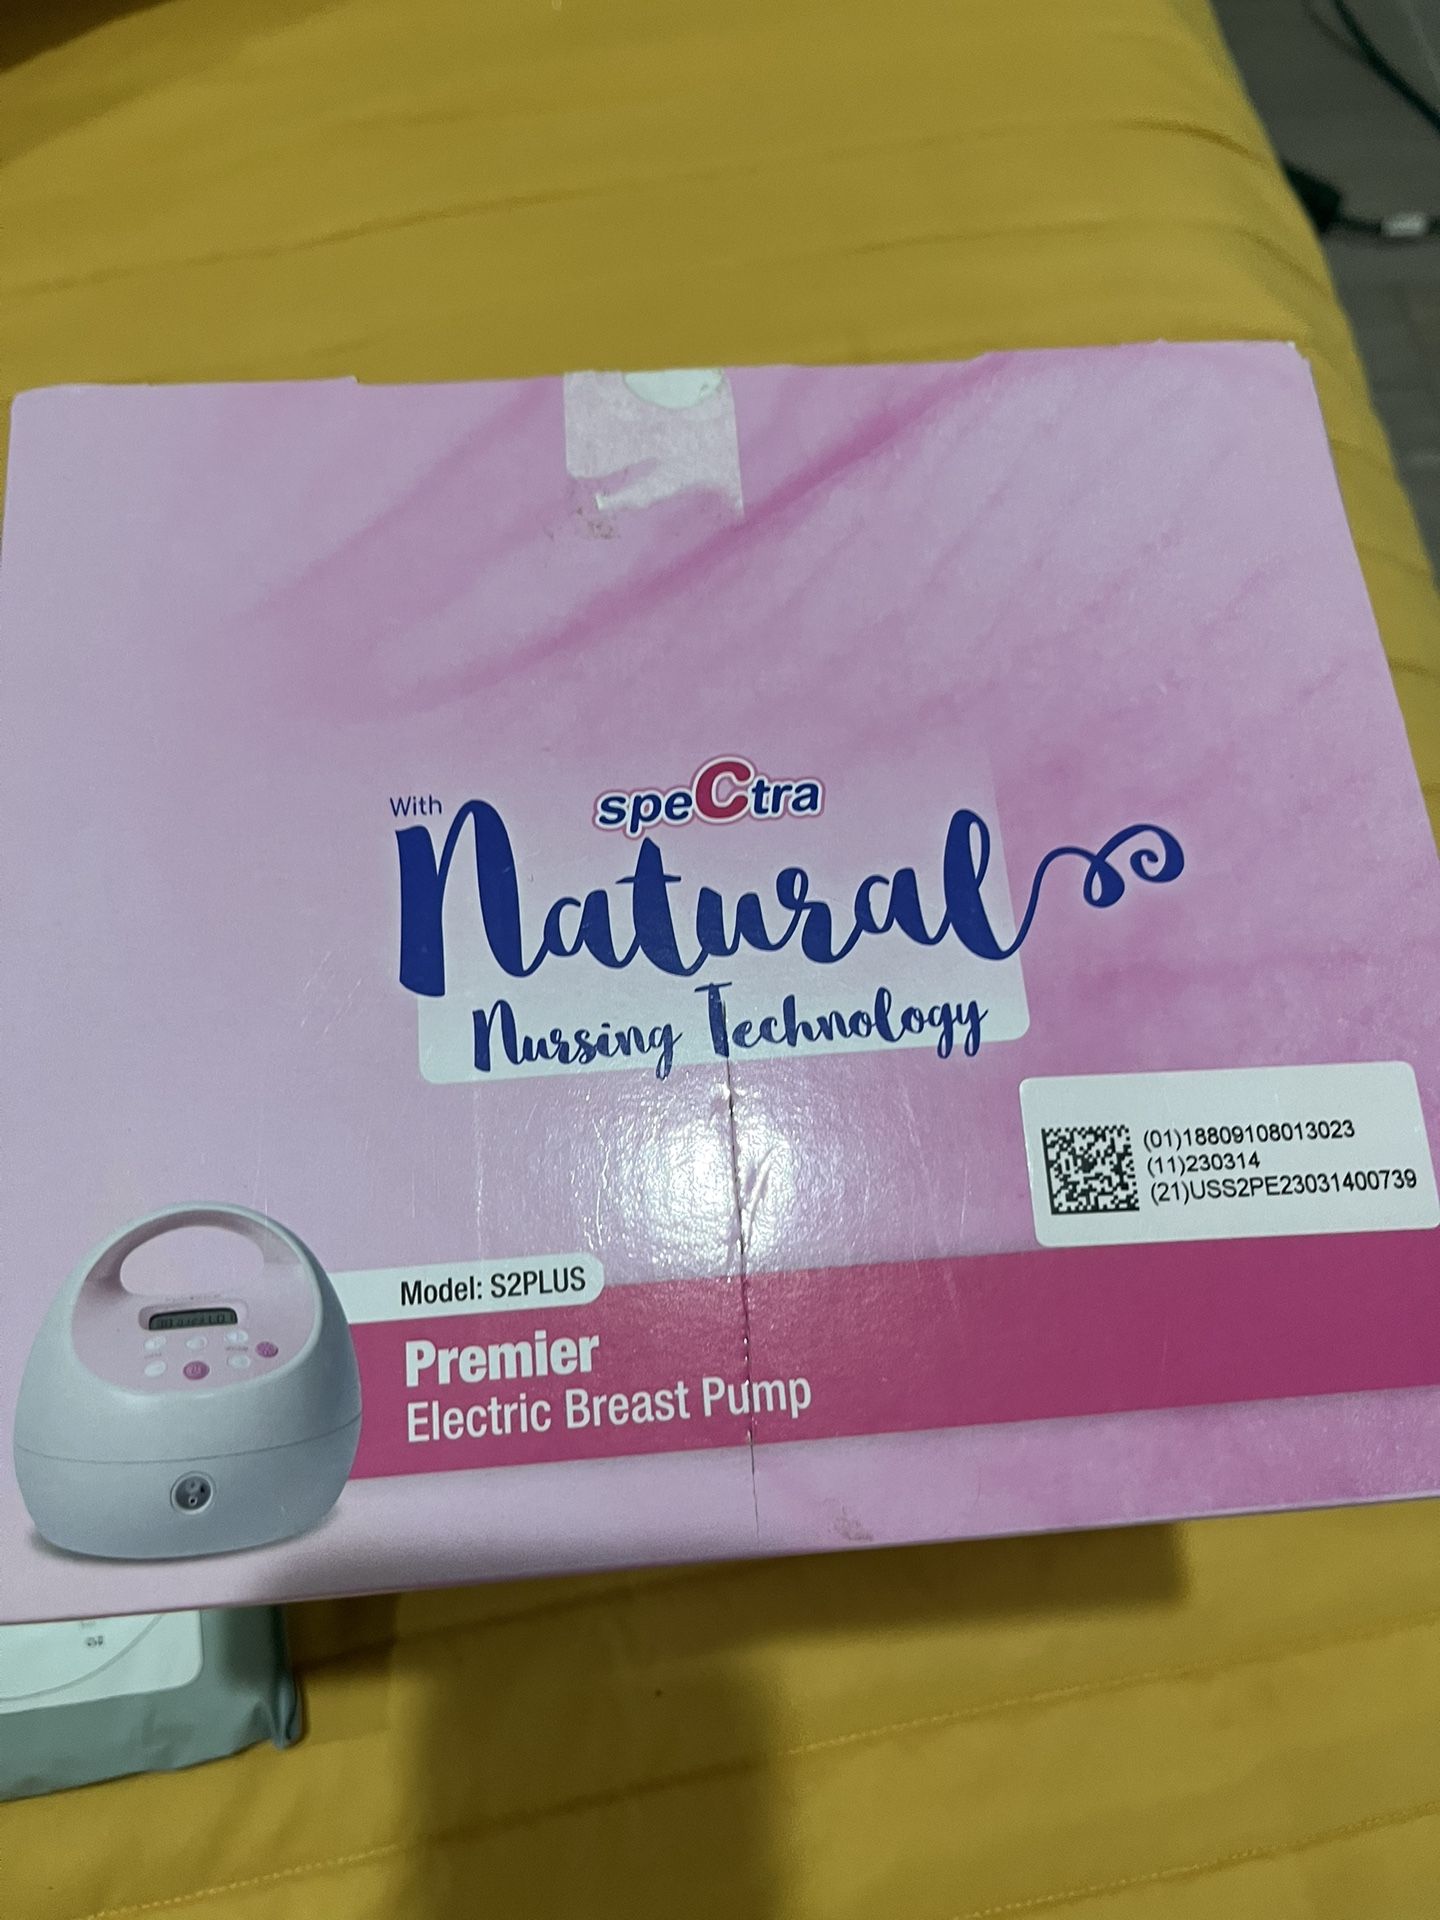 With
speCtra
Natural
Nursing Technology
(01)18809108013023
(11)230314
(21)USS2PE23031400739
Model: S2PLUS
Premier
Electric Breast Pump